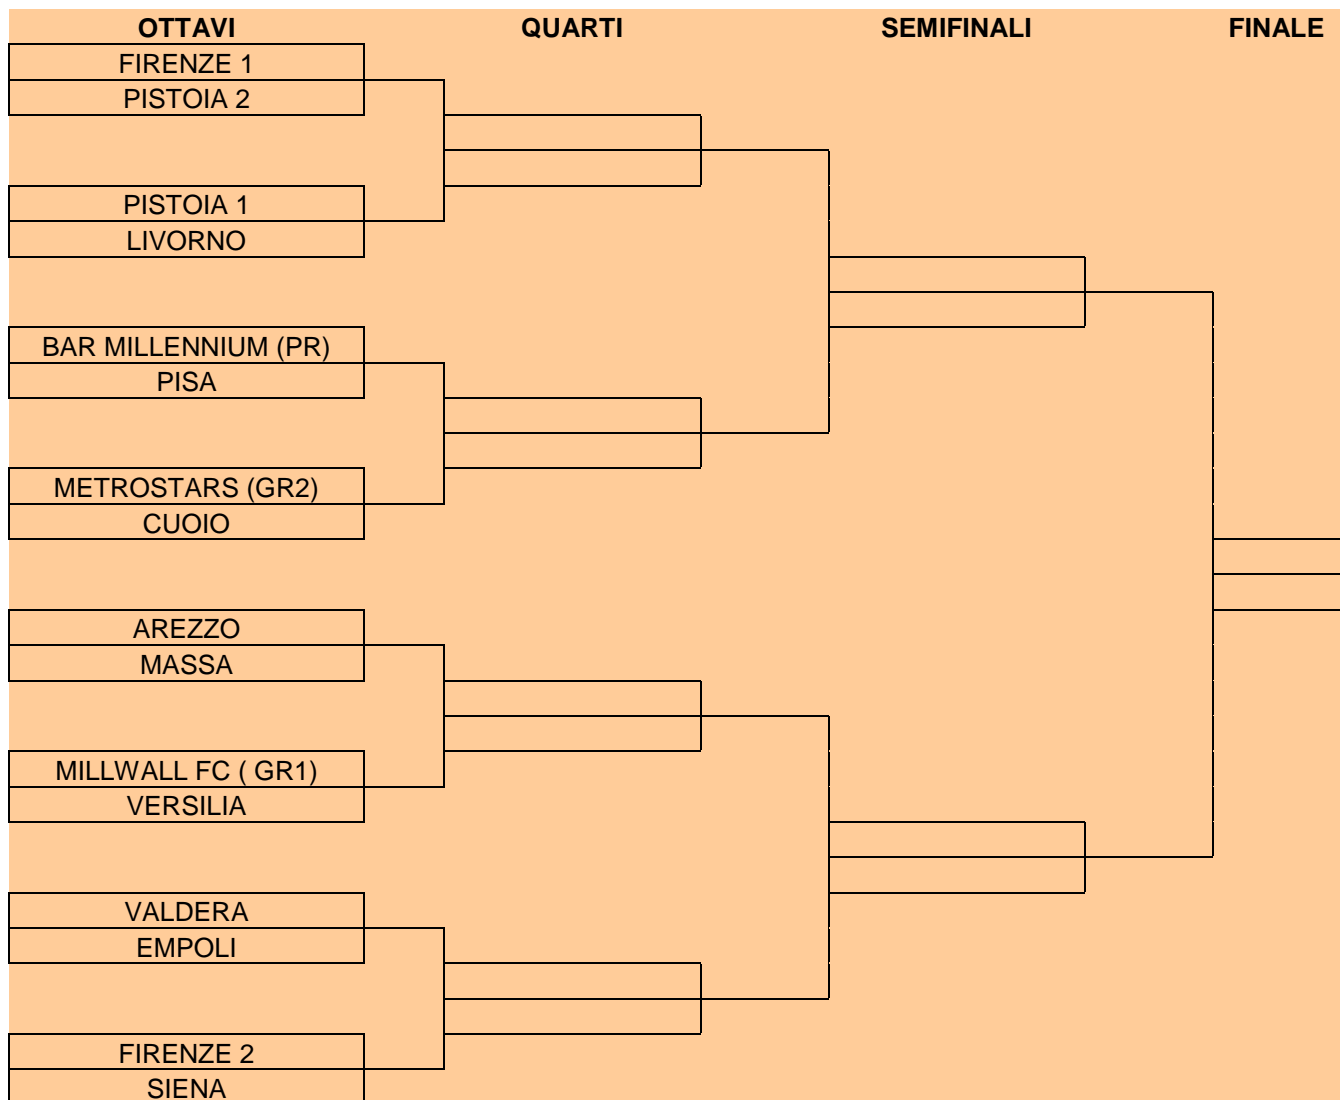 OTTAVI QUARTI SEMIFINALI FINALE
FIRENZE 1
PISTOIA 2
PISTOIA 1
LIVORNO
BAR MILLENNIUM (PR)
PISA
METROSTARS (GR2)
CUOIO
AREZZO
MASSA
MILLWALL FC ( GR1)
VERSILIA
VALDERA
EMPOLI
FIRENZE 2
SIENA